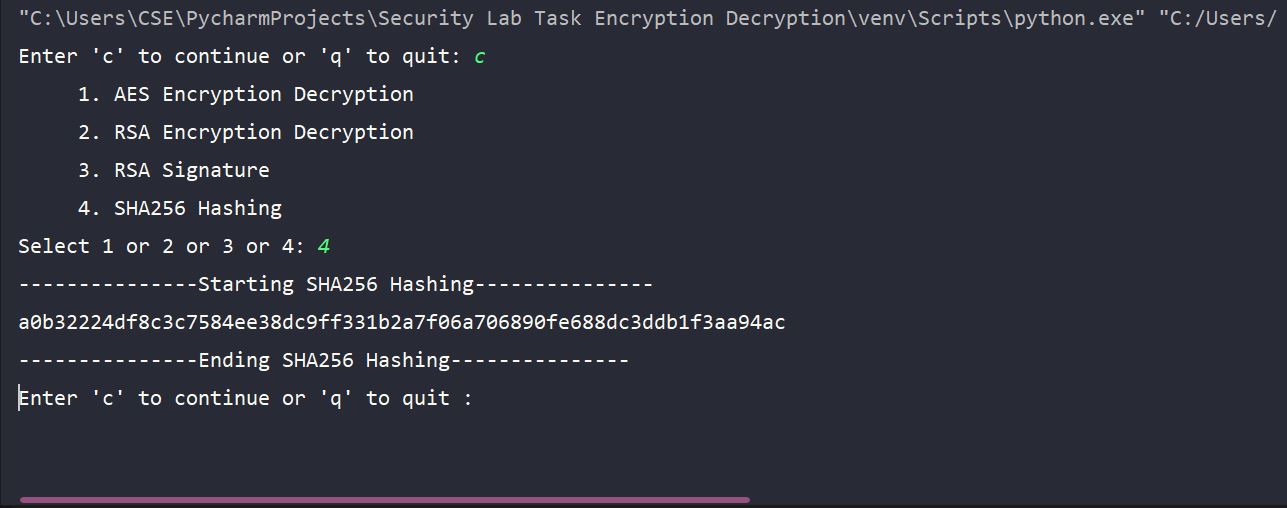 "C:\Users\CSE\PycharmProjects\Security Lab Task Encryption Decryption\venv\Scripts\python.exe" "C:/Users/
Enter 'c' to continue or 'q' to quit: c
1. AES Encryption Decryption
2. RSA Encryption Decryption
3. RSA Signature
4. SHA256 Hashing
Select 1 or 2 or 3 or 4: 4
---------------Starting SHA256 Hashing---------------
a0b32224df8c3c7584ee38dc9ff331b2a7f06a706890fe688dc3ddb1f3aa94ac
---------------Ending SHA256 Hashing---------------
Enter 'c' to continue or 'q' to quit :